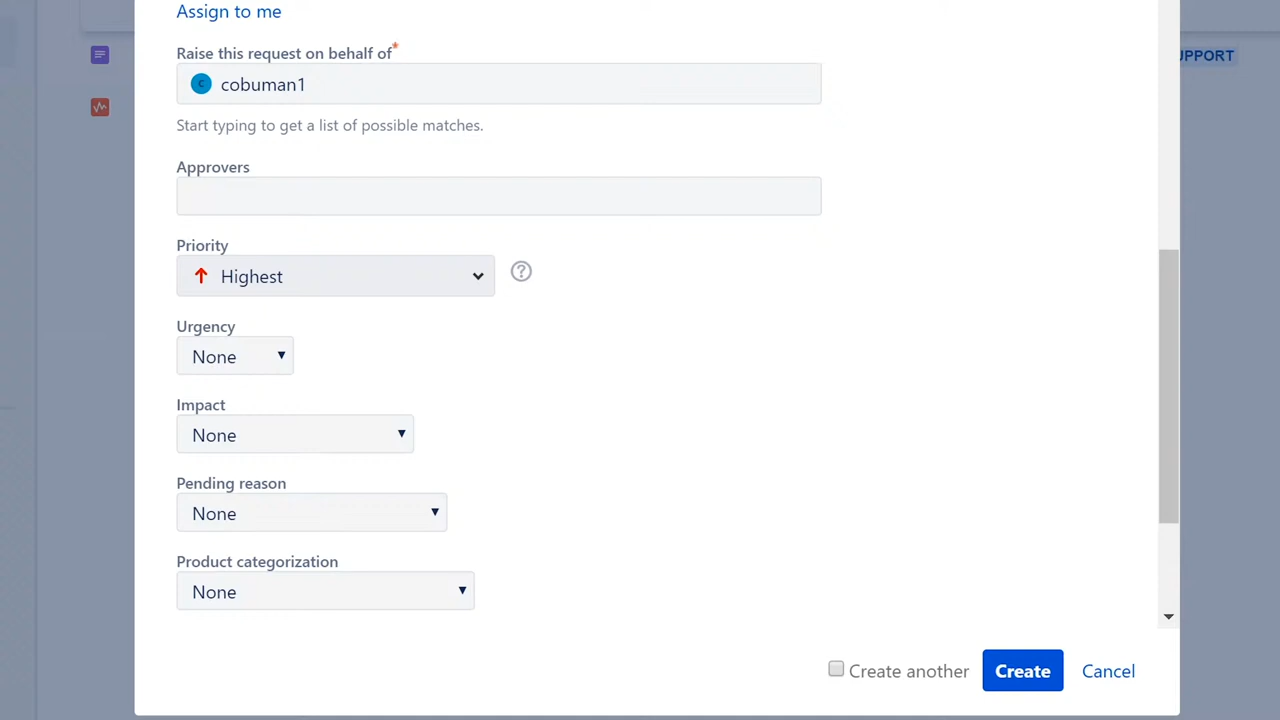 Assign to me
UPPORT
Raise this request on behalf of*
C cobuman1
Start typing to get a list of possible matches.
Approvers
Priority
Highest
?
Urgency
None
Impact
None
Pending reason
None
Product categorization
None
Create another
Create
Cancel